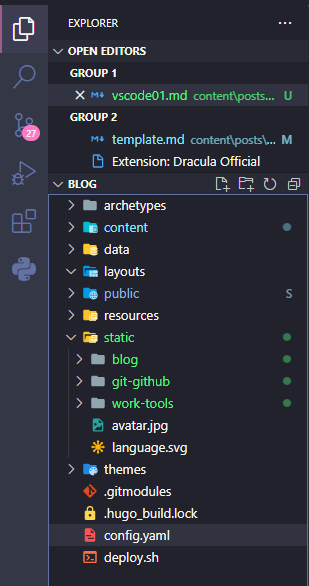 EXPLORER
OPEN EDITORS
GROUP 1
vscode01.md content\posts... U
GROUP 2
template.md content\posts\... M
Extension: Dracula Official
BLOG
archetypes
content
data
layouts
public S
resources
static
blog
git-github
work-tools
avatar.jpg
language.svg
themes
.gitmodules
.hugo_build.lock
config.yaml
deploy.sh
27